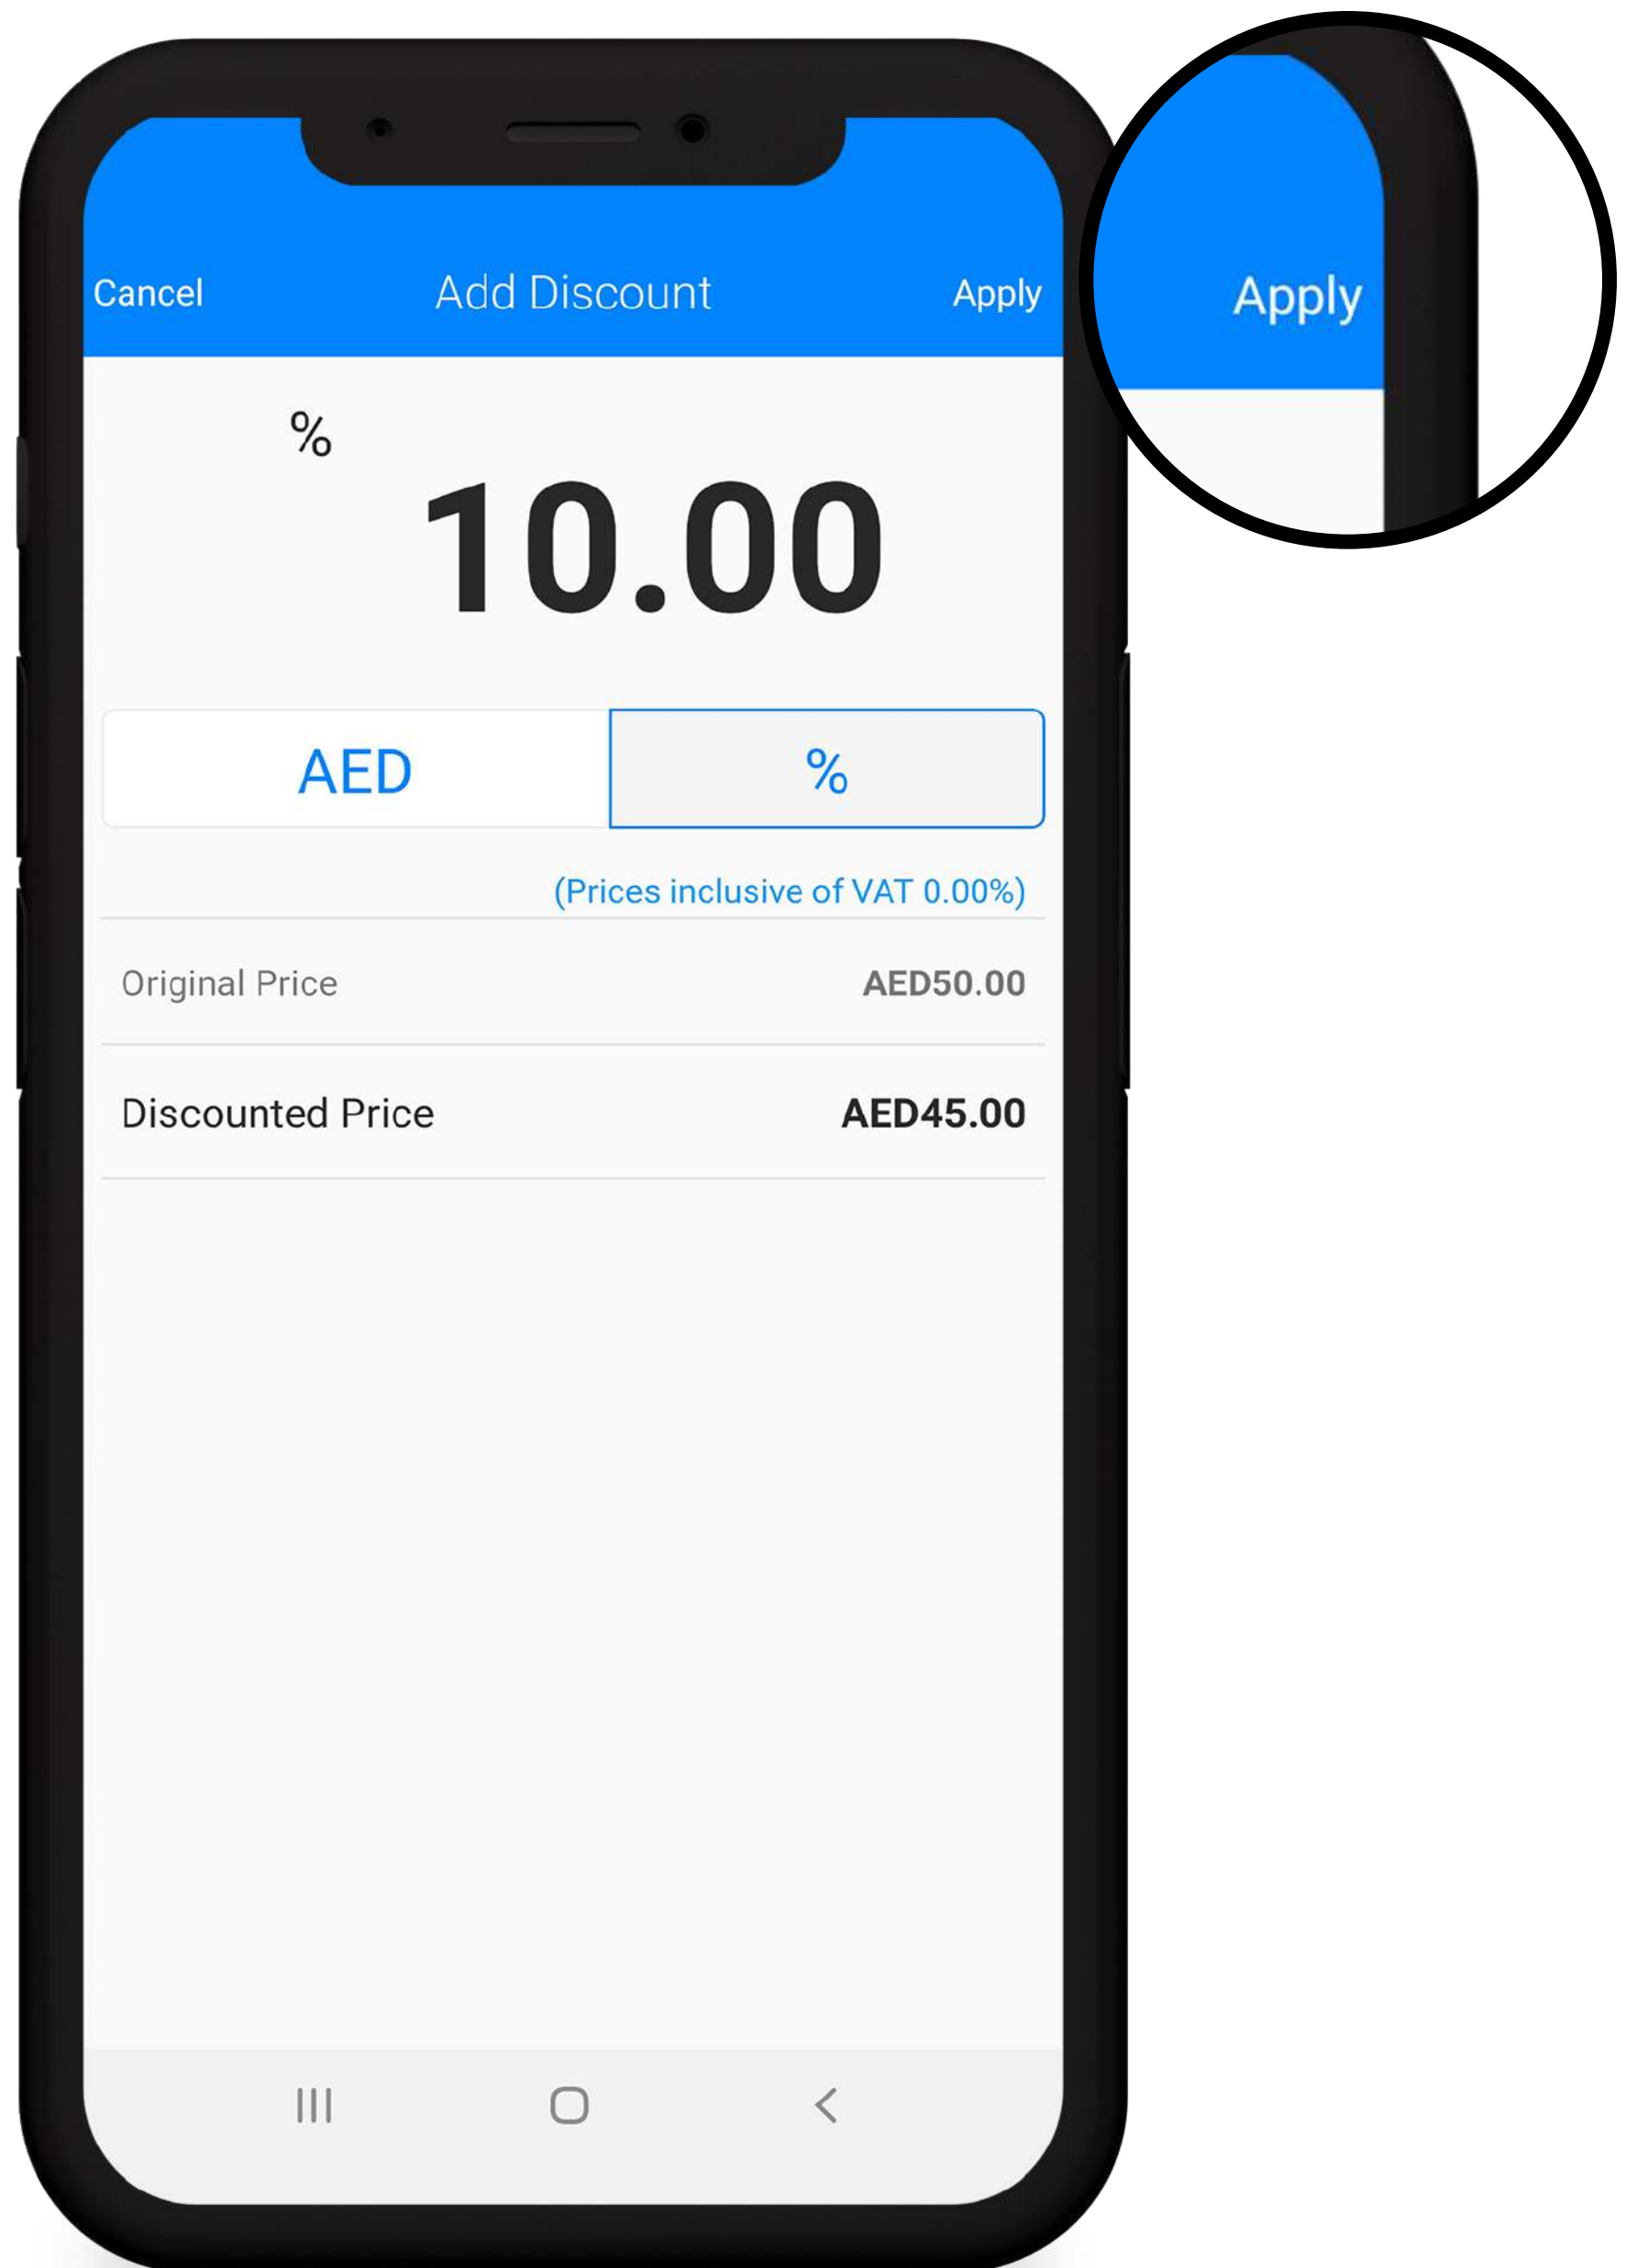 Cancel Add Discount Apply
Apply
%
10.00
AED %
(Prices inclusive of VAT 0.00%)
Original Price AED50.00
Discounted Price AED45.00